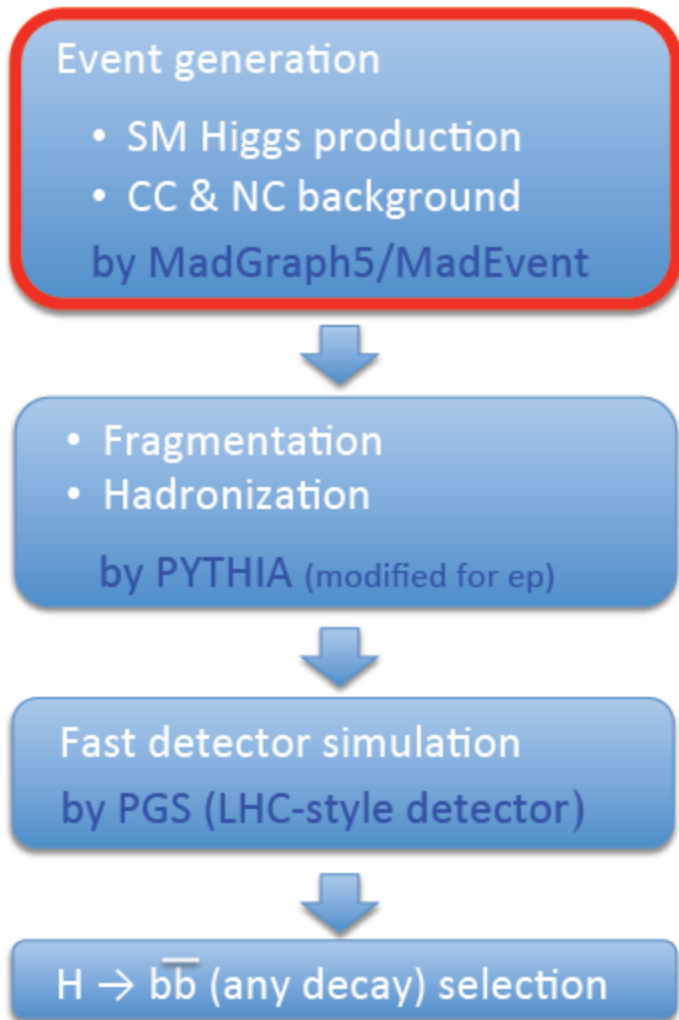 Event generation
• SM Higgs production
• CC & NC background
by MadGraph5/MadEvent
• Fragmentation
• Hadronization
by PYTHIA (modified for ep)
Fast detector simulation
by PGS (LHC-style detector)
H → bb̅ (any decay) selection